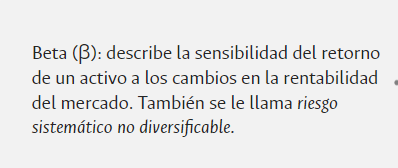 Beta (β): describe la sensibilidad del retorno
de un activo a los cambios en la rentabilidad
del mercado. También se le llama riesgo
sistemático no diversificable.